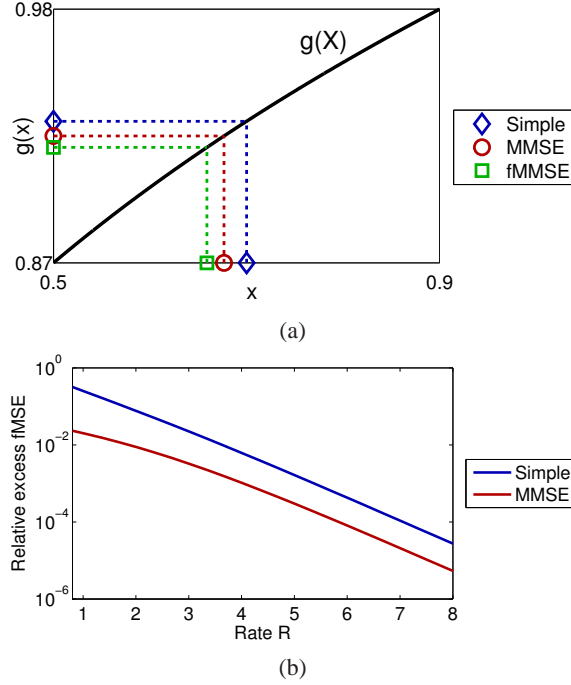 0.98
g(X)
g(x)
0.87
0.5
x
0.9
Simple
MMSE
fMMSE
(a)
10^0
10^-2
10^-4
10^-6
Relative excess fMSE
1 2 3 4 5 6 7 8
Rate R
Simple
MMSE
(b)